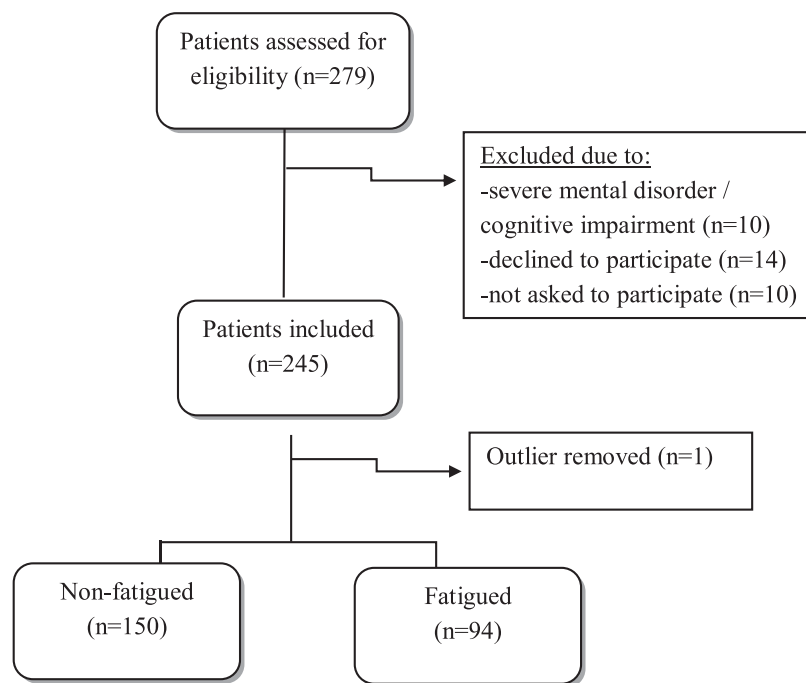 Patients assessed for
eligibility (n=279)
Excluded due to:
-severe mental disorder /
cognitive impairment (n=10)
-declined to participate (n=14)
-not asked to participate (n=10)
Patients included
(n=245)
Outlier removed (n=1)
Non-fatigued
(n=150)
Fatigued
(n=94)